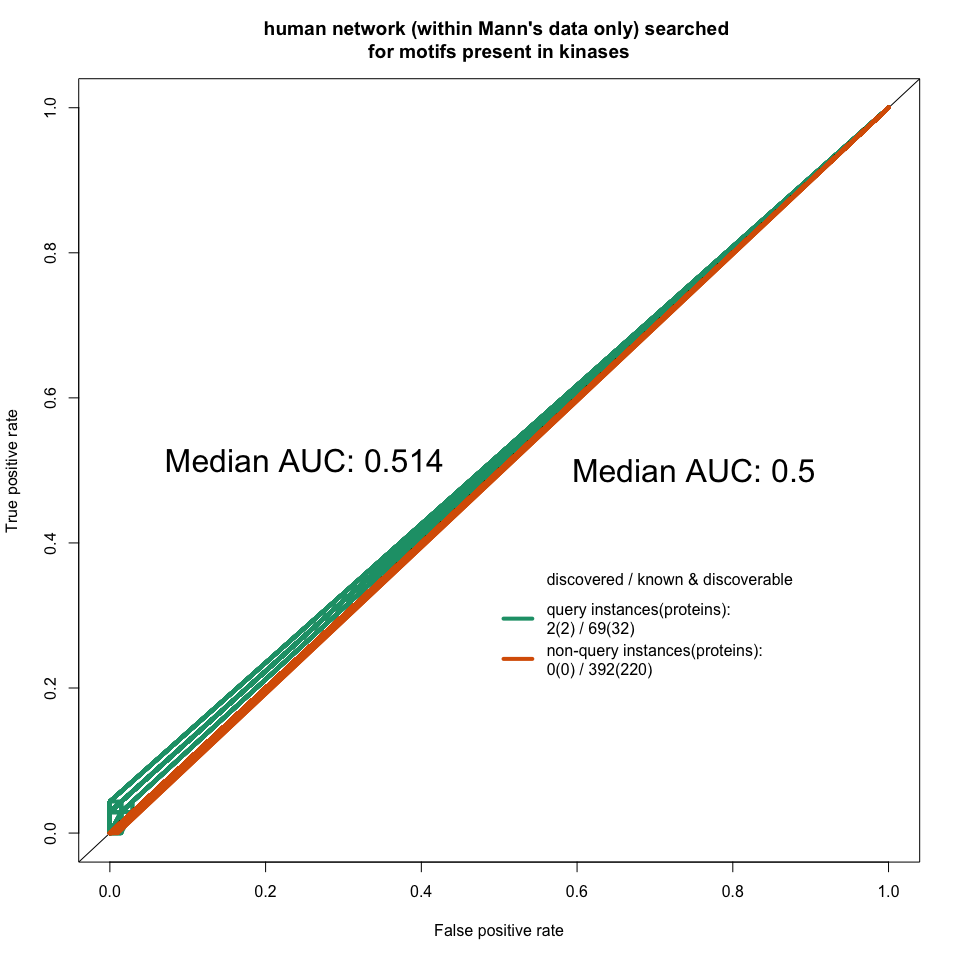 human network (within Mann's data only) searched
for motifs present in kinases
True positive rate
1.0
0.8
0.6
0.4
0.2
0.0
Median AUC: 0.514
Median AUC: 0.5
discovered / known & discoverable
query instances(proteins):
2(2) / 69(32)
non-query instances(proteins):
0(0) / 392(220)
0.0 0.2 0.4 0.6 0.8 1.0
False positive rate